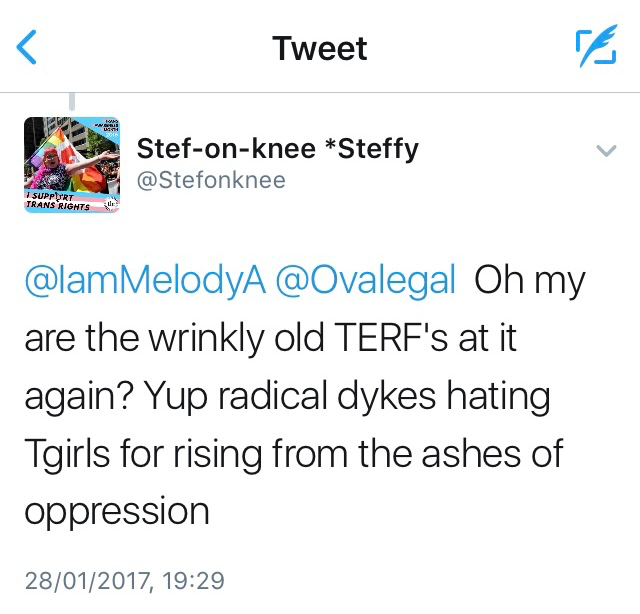 Tweet
Stef-on-knee *Steffy
@Stefonknee
I SUPPORT
TRANS RIGHTS
@IamMelodyA @Ovalegal Oh my
are the wrinkly old TERF's at it
again? Yup radical dykes hating
Tgirls for rising from the ashes of
oppression
28/01/2017, 19:29